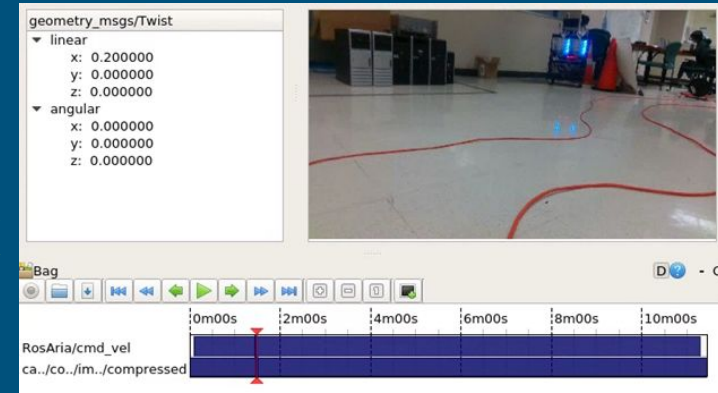 geometry_msgs/Twist
linear
x: 0.200000
y: 0.000000
z: 0.000000
angular
x: 0.000000
y: 0.000000
z: 0.000000
Bag
D ? - C
0m00s 2m00s 4m00s 6m00s 8m00s 10m00s
RosAria/cmd_vel
ca../co../im../compressed